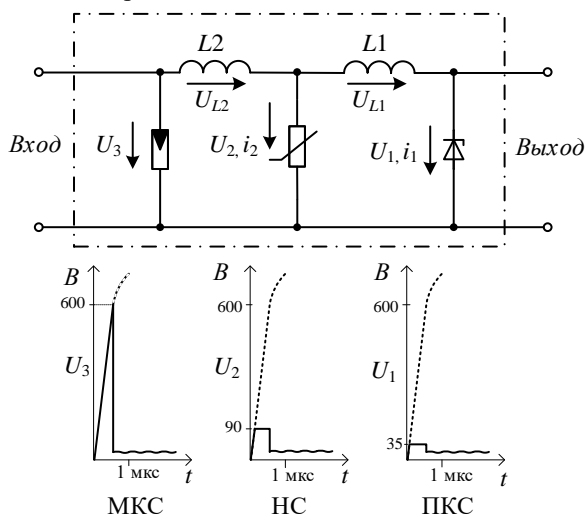 L2 L1
U_L2 U_L1
Вход U₃ U₂, i₂ U₁, i₁ Выход
В В В
600 600 600
U₃ U₂ U₁
90 35
1 мкс t 1 мкс t 1 мкс t
МКС НС ПКС